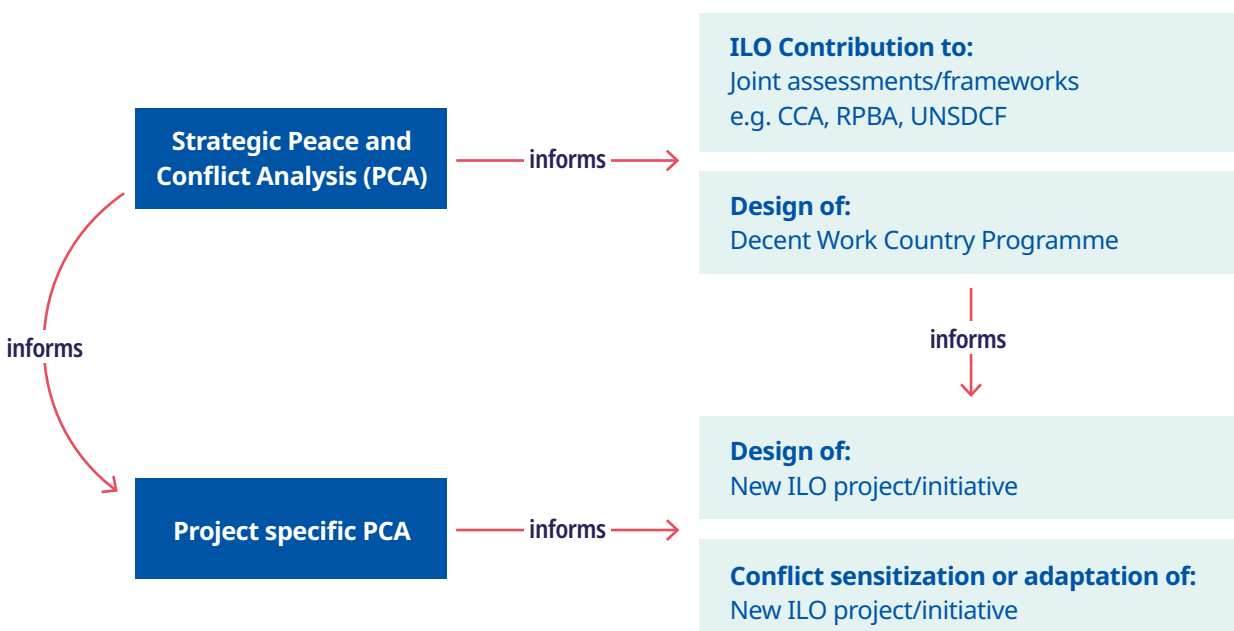 ILO Contribution to:
Joint assessments/frameworks
e.g. CCA, RPBA, UNSDCF
Strategic Peace and
Conflict Analysis (PCA)
informs
Design of:
Decent Work Country Programme
informs
informs
Design of:
New ILO project/initiative
Project specific PCA
informs
Conflict sensitization or adaptation of:
New ILO project/initiative